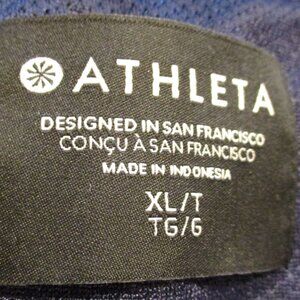 ATHLETA
DESIGNED IN SAN FRANCISCO
CONÇU À SAN FRANCISCO
MADE IN INDONESIA
XL/T
TG/G